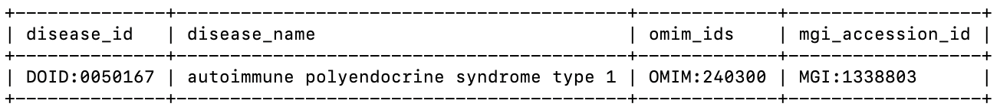 +--------------+------------------------------------------+-------------+------------------+
| disease_id   | disease_name                             | omim_ids    | mgi_accession_id |
+--------------+------------------------------------------+-------------+------------------+
| DOID:0050167 | autoimmune polyendocrine syndrome type 1 | OMIM:240300 | MGI:1338803      |
+--------------+------------------------------------------+-------------+------------------+